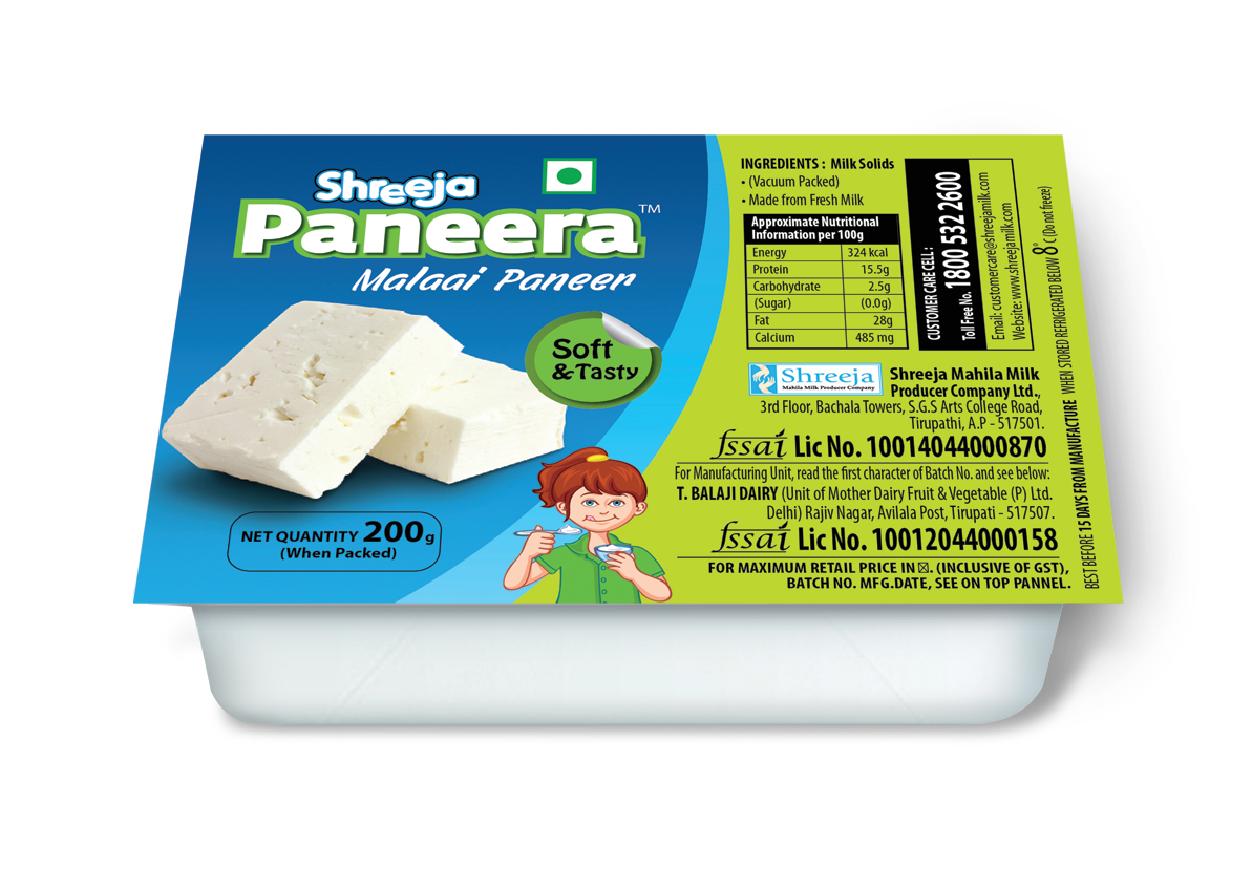 Shreeja
Paneera™
Malaai Paneer
Soft
&Tasty
NET QUANTITY 200g
(When Packed)
INGREDIENTS : Milk Solids
• (Vacuum Packed)
• Made from Fresh Milk
Approximate Nutritional
Information per 100g
Energy 324 kcal
Protein 15.5g
Carbohydrate 2.5g
(Sugar) (0.0g)
Fat 28g
Calcium 485 mg
CUSTOMER CARE CELL :
Toll Free No. 1800 532 2600
Email: customercare@shreejamilk.com
Website: www.shreejamilk.com
Shreeja
Mahila Milk Producer Company
Shreeja Mahila Milk
Producer Company Ltd.,
3rd Floor, Bachala Towers, S.G.S Arts College Road,
Tirupathi, A.P - 517501.
fssai Lic No. 10014044000870
For Manufacturing Unit, read the first character of Batch No. and see below:
T. BALAJI DAIRY (Unit of Mother Dairy Fruit & Vegetable (P) Ltd.
Delhi) Rajiv Nagar, Avilala Post, Tirupati - 517507.
fssai Lic No. 10012044000158
FOR MAXIMUM RETAIL PRICE IN ☒. (INCLUSIVE OF GST),
BATCH NO. MFG.DATE, SEE ON TOP PANNEL.
BEST BEFORE 15 DAYS FROM MANUFACTURE WHEN STORED REFRIGERATED BELOW 8°C (Do not freeze)